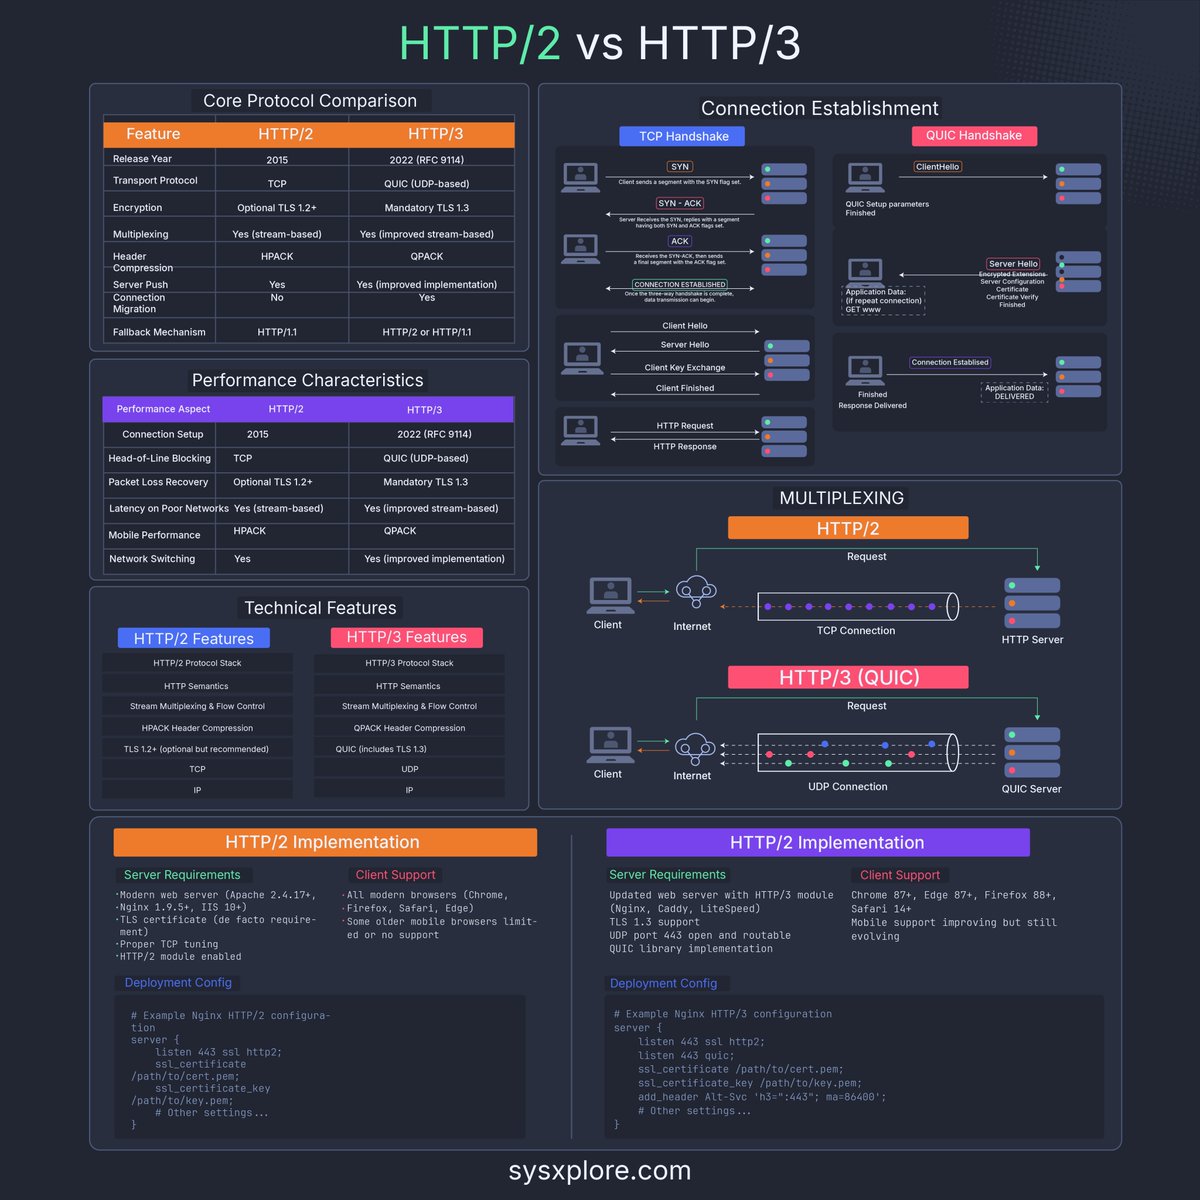 HTTP/2 vs HTTP/3
Core Protocol Comparison
Feature HTTP/2 HTTP/3
Release Year 2015 2022 (RFC 9114)
Transport Protocol TCP QUIC (UDP-based)
Encryption Optional TLS 1.2+ Mandatory TLS 1.3
Multiplexing Yes (stream-based) Yes (improved stream-based)
Header
Compression HPACK QPACK
Server Push Yes Yes (improved implementation)
Connection
Migration No Yes
Fallback Mechanism HTTP/1.1 HTTP/2 or HTTP/1.1
Performance Characteristics
Performance Aspect HTTP/2 HTTP/3
Connection Setup 2015 2022 (RFC 9114)
Head-of-Line Blocking TCP QUIC (UDP-based)
Packet Loss Recovery Optional TLS 1.2+ Mandatory TLS 1.3
Latency on Poor Networks Yes (stream-based) Yes (improved stream-based)
Mobile Performance HPACK QPACK
Network Switching Yes Yes (improved implementation)
Technical Features
HTTP/2 Features
HTTP/2 Protocol Stack
HTTP Semantics
Stream Multiplexing & Flow Control
HPACK Header Compression
TLS 1.2+ (optional but recommended)
TCP
IP
HTTP/3 Features
HTTP/3 Protocol Stack
HTTP Semantics
Stream Multiplexing & Flow Control
QPACK Header Compression
QUIC (includes TLS 1.3)
UDP
IP
Connection Establishment
TCP Handshake
SYN
Client sends a segment with the SYN flag set.
SYN - ACK
Server Receives the SYN, replies with a segment
having both SYN and ACK flags set.
ACK
Receives the SYN-ACK, then sends
a final segment with the ACK flag set.
CONNECTION ESTABLISHED
Once the three-way handshake is complete,
data transmission can begin.
Client Hello
Server Hello
Client Key Exchange
Client Finished
HTTP Request
HTTP Response
QUIC Handshake
ClientHello
QUIC Setup parameters
Finished
Server Hello
Encrypted Extensions
Server Configuration
Certificate
Certificate Verify
Finished
Application Data:
(if repeat connection)
GET www
Connection Establised
Finished
Response Delivered
Application Data:
DELIVERED
MULTIPLEXING
HTTP/2
Request
Client
Internet
TCP Connection
HTTP Server
HTTP/3 (QUIC)
Request
Client
Internet
UDP Connection
QUIC Server
HTTP/2 Implementation
Server Requirements
·Modern web server (Apache 2.4.17+,
·Nginx 1.9.5+, IIS 10+)
·TLS certificate (de facto require-
ment)
·Proper TCP tuning
·HTTP/2 module enabled
Client Support
·All modern browsers (Chrome,
·Firefox, Safari, Edge)
·Some older mobile browsers limit-
ed or no support
Deployment Config
# Example Nginx HTTP/2 configura-
tion
server {
listen 443 ssl http2;
ssl_certificate
/path/to/cert.pem;
ssl_certificate_key
/path/to/key.pem;
# Other settings...
}
HTTP/2 Implementation
Server Requirements
Updated web server with HTTP/3 module
(Nginx, Caddy, LiteSpeed)
TLS 1.3 support
UDP port 443 open and routable
QUIC library implementation
Client Support
Chrome 87+, Edge 87+, Firefox 88+,
Safari 14+
Mobile support improving but still
evolving
Deployment Config
# Example Nginx HTTP/3 configuration
server {
listen 443 ssl http2;
listen 443 quic;
ssl_certificate /path/to/cert.pem;
ssl_certificate_key /path/to/key.pem;
add_header Alt-Svc 'h3=":443"; ma=86400';
# Other settings...
}
sysxplore.com